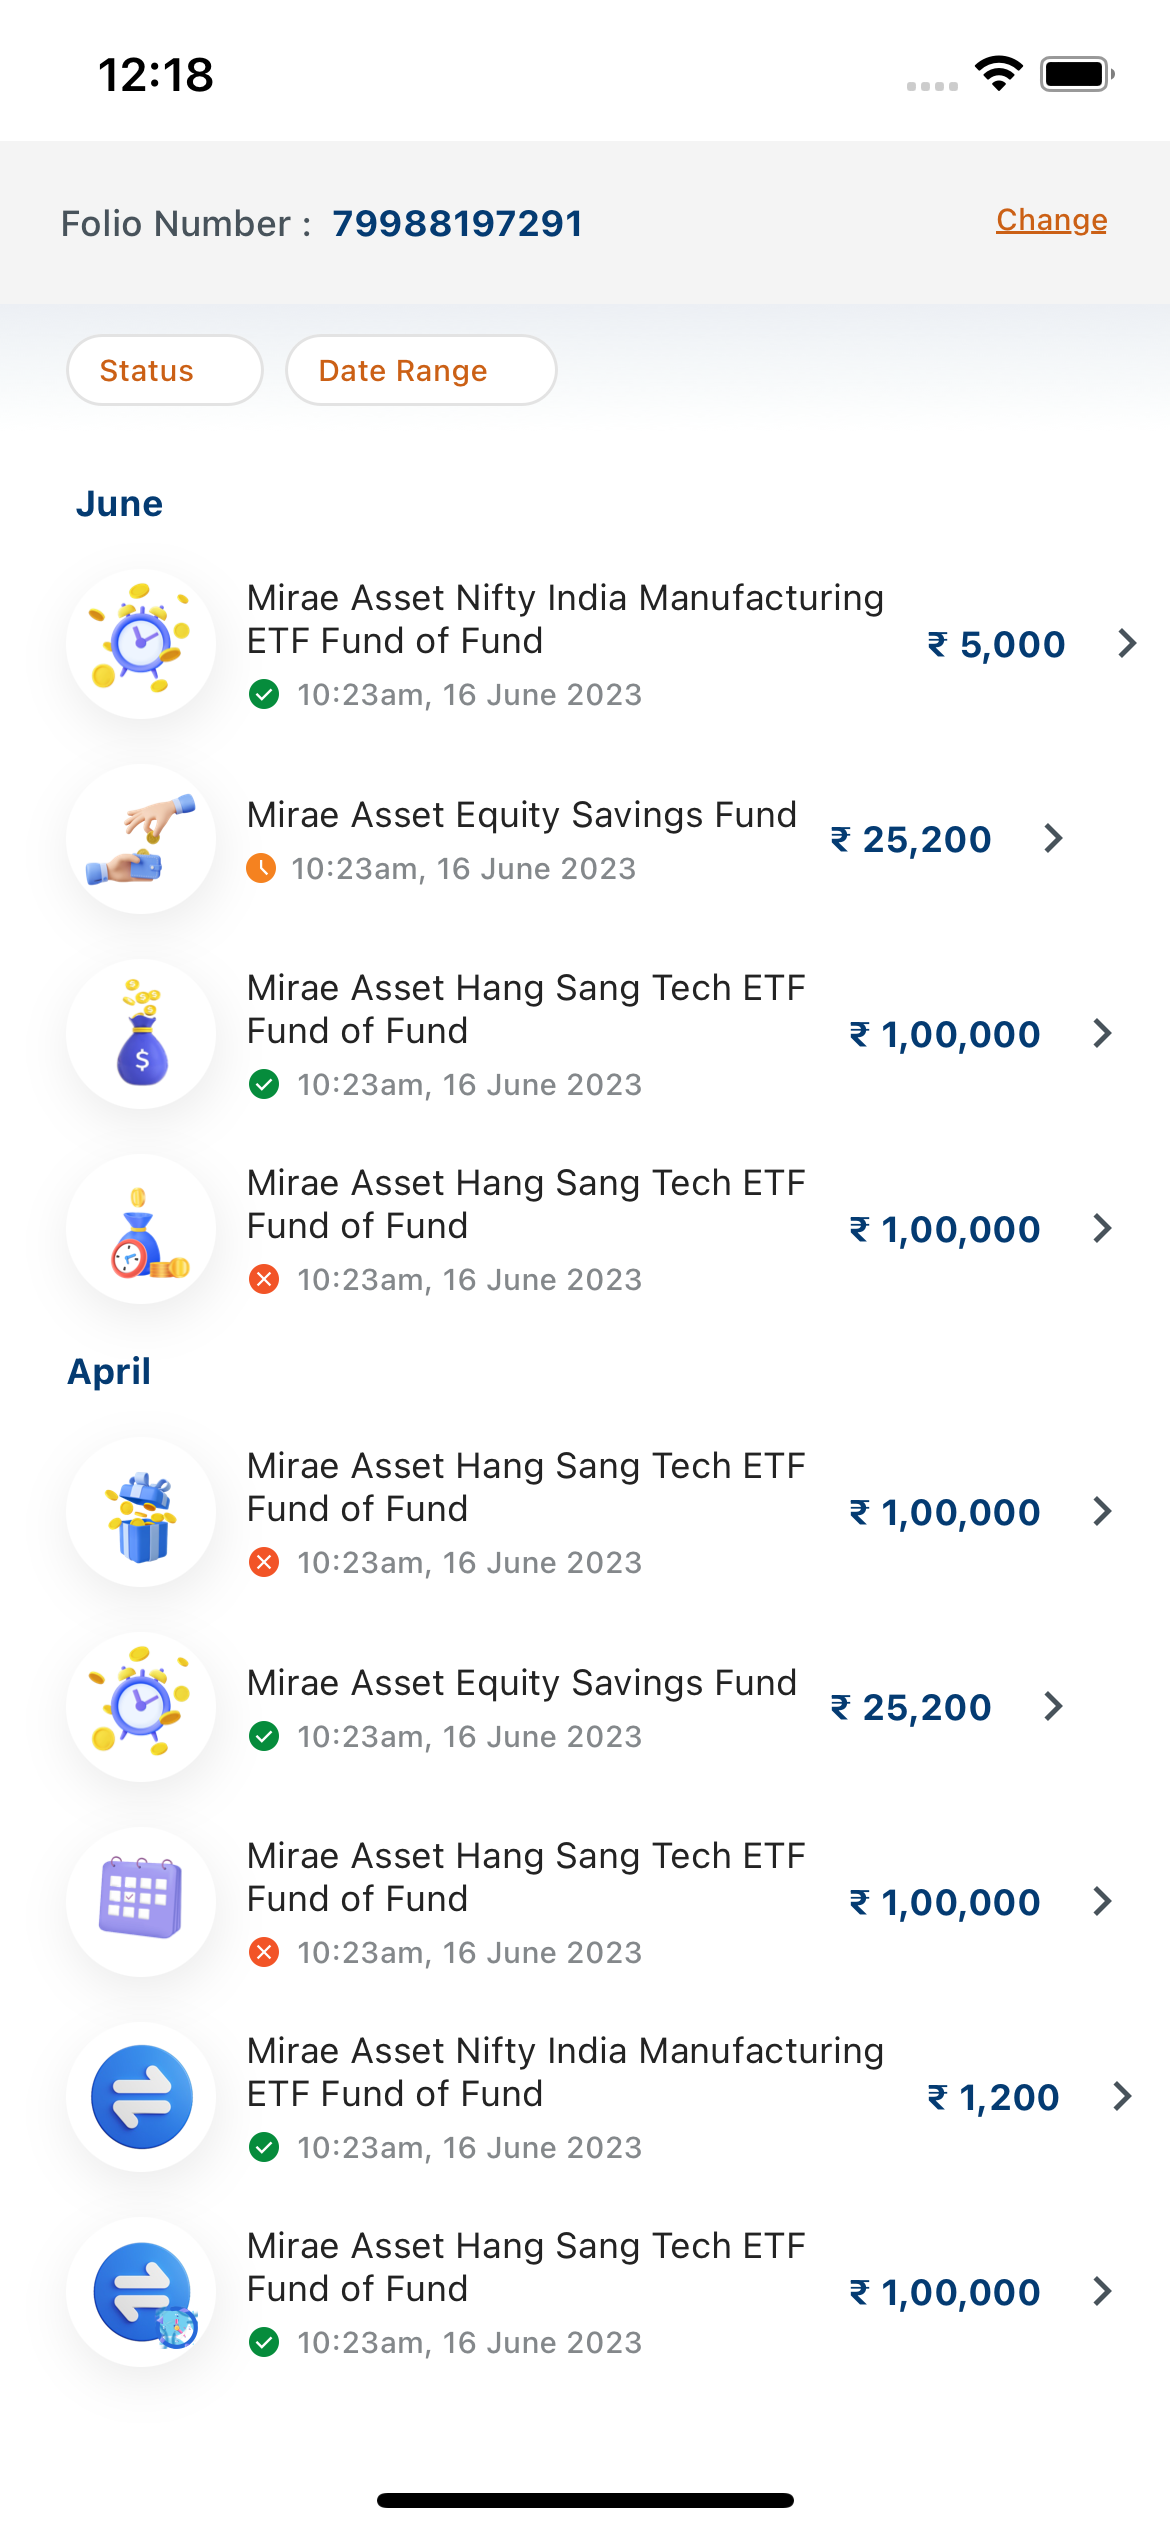 12:18
Folio Number : 79988197291
Change
Status
Date Range
June
Mirae Asset Nifty India Manufacturing
ETF Fund of Fund
₹ 5,000
10:23am, 16 June 2023
Mirae Asset Equity Savings Fund
₹ 25,200
10:23am, 16 June 2023
Mirae Asset Hang Sang Tech ETF
Fund of Fund
₹ 1,00,000
10:23am, 16 June 2023
Mirae Asset Hang Sang Tech ETF
Fund of Fund
₹ 1,00,000
10:23am, 16 June 2023
April
Mirae Asset Hang Sang Tech ETF
Fund of Fund
₹ 1,00,000
10:23am, 16 June 2023
Mirae Asset Equity Savings Fund
₹ 25,200
10:23am, 16 June 2023
Mirae Asset Hang Sang Tech ETF
Fund of Fund
₹ 1,00,000
10:23am, 16 June 2023
Mirae Asset Nifty India Manufacturing
ETF Fund of Fund
₹ 1,200
10:23am, 16 June 2023
Mirae Asset Hang Sang Tech ETF
Fund of Fund
₹ 1,00,000
10:23am, 16 June 2023